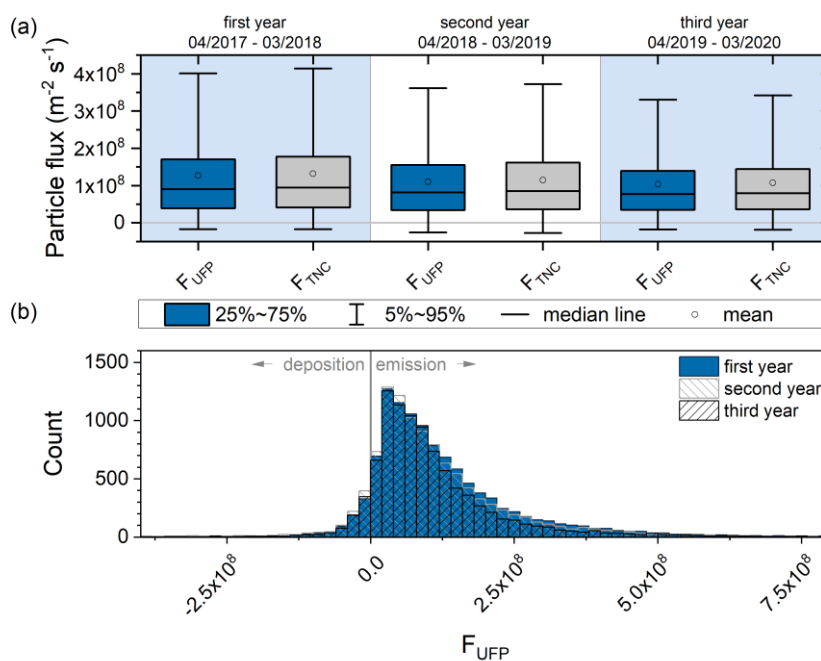 (a)
first year second year third year
04/2017 - 03/2018 04/2018 - 03/2019 04/2019 - 03/2020
Particle flux (m⁻² s⁻¹)
4x10⁸
3x10⁸
2x10⁸
1x10⁸
0
F_UFP F_TNC F_UFP F_TNC F_UFP F_TNC
25%~75% 5%~95% median line mean
(b)
← deposition emission →
first year
second year
third year
Count
1500
1000
500
0
-2.5x10⁸ 0.0 2.5x10⁸ 5.0x10⁸ 7.5x10⁸
F_UFP